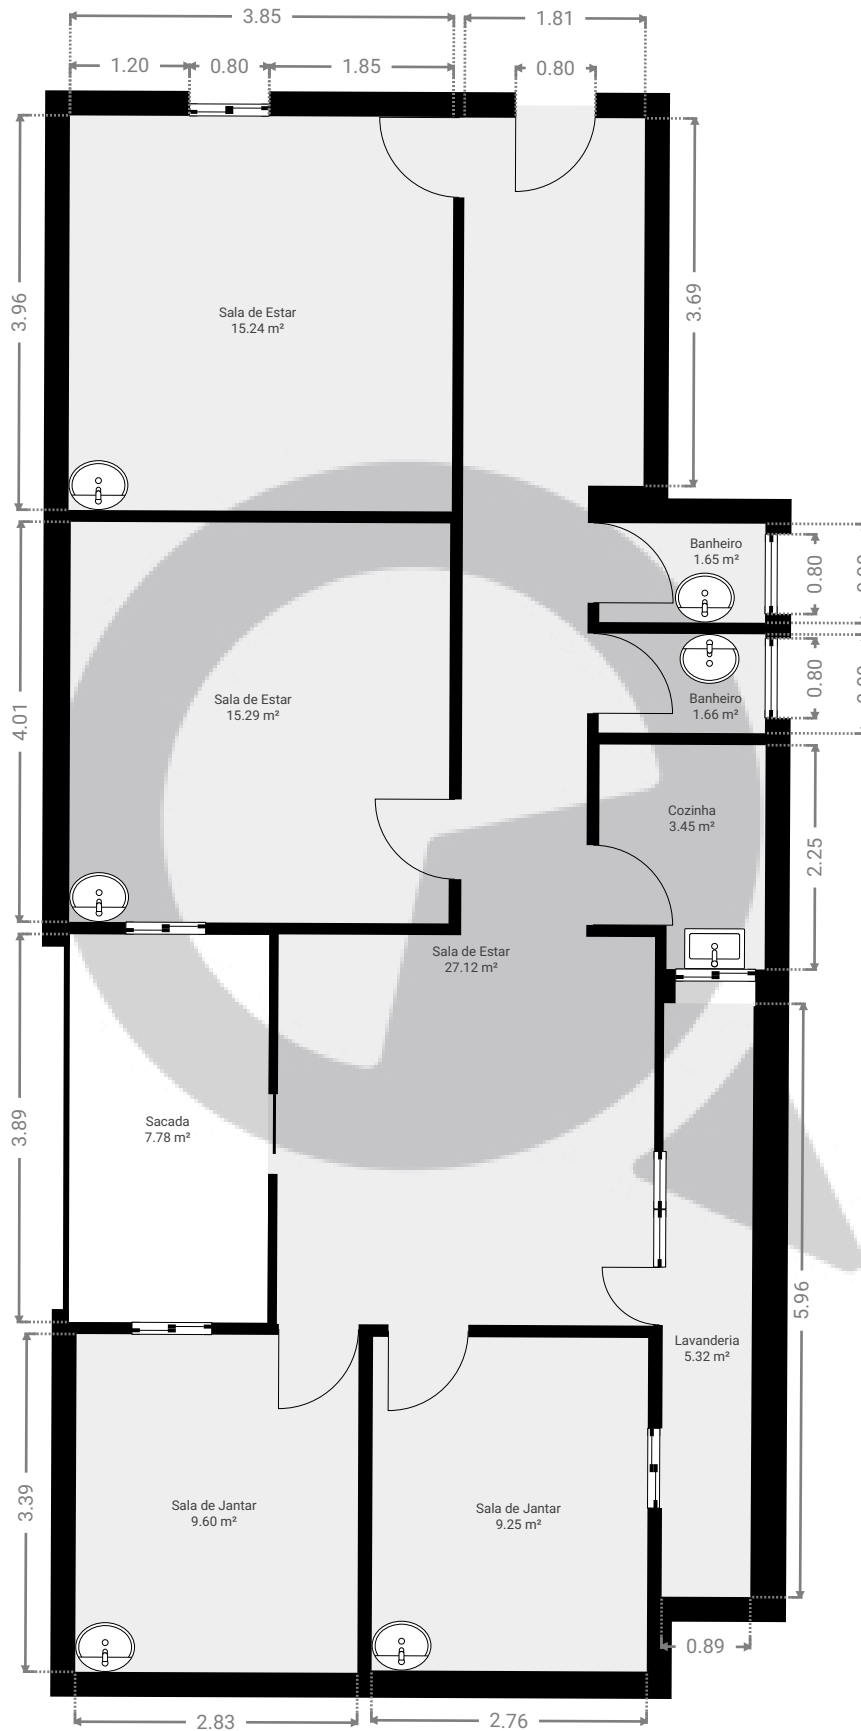 3.85
1.81
1.20
0.80
1.85
0.80
3.96
3.69
Sala de Estar
15.24 m²
Banheiro
1.65 m²
0.80
Banheiro
1.66 m²
0.80
Sala de Estar
15.29 m²
4.01
Cozinha
3.45 m²
2.25
Sala de Estar
27.12 m²
Sacada
7.78 m²
3.89
5.96
Lavanderia
5.32 m²
Sala de Jantar
9.60 m²
Sala de Jantar
9.25 m²
3.39
0.89
2.83
2.76